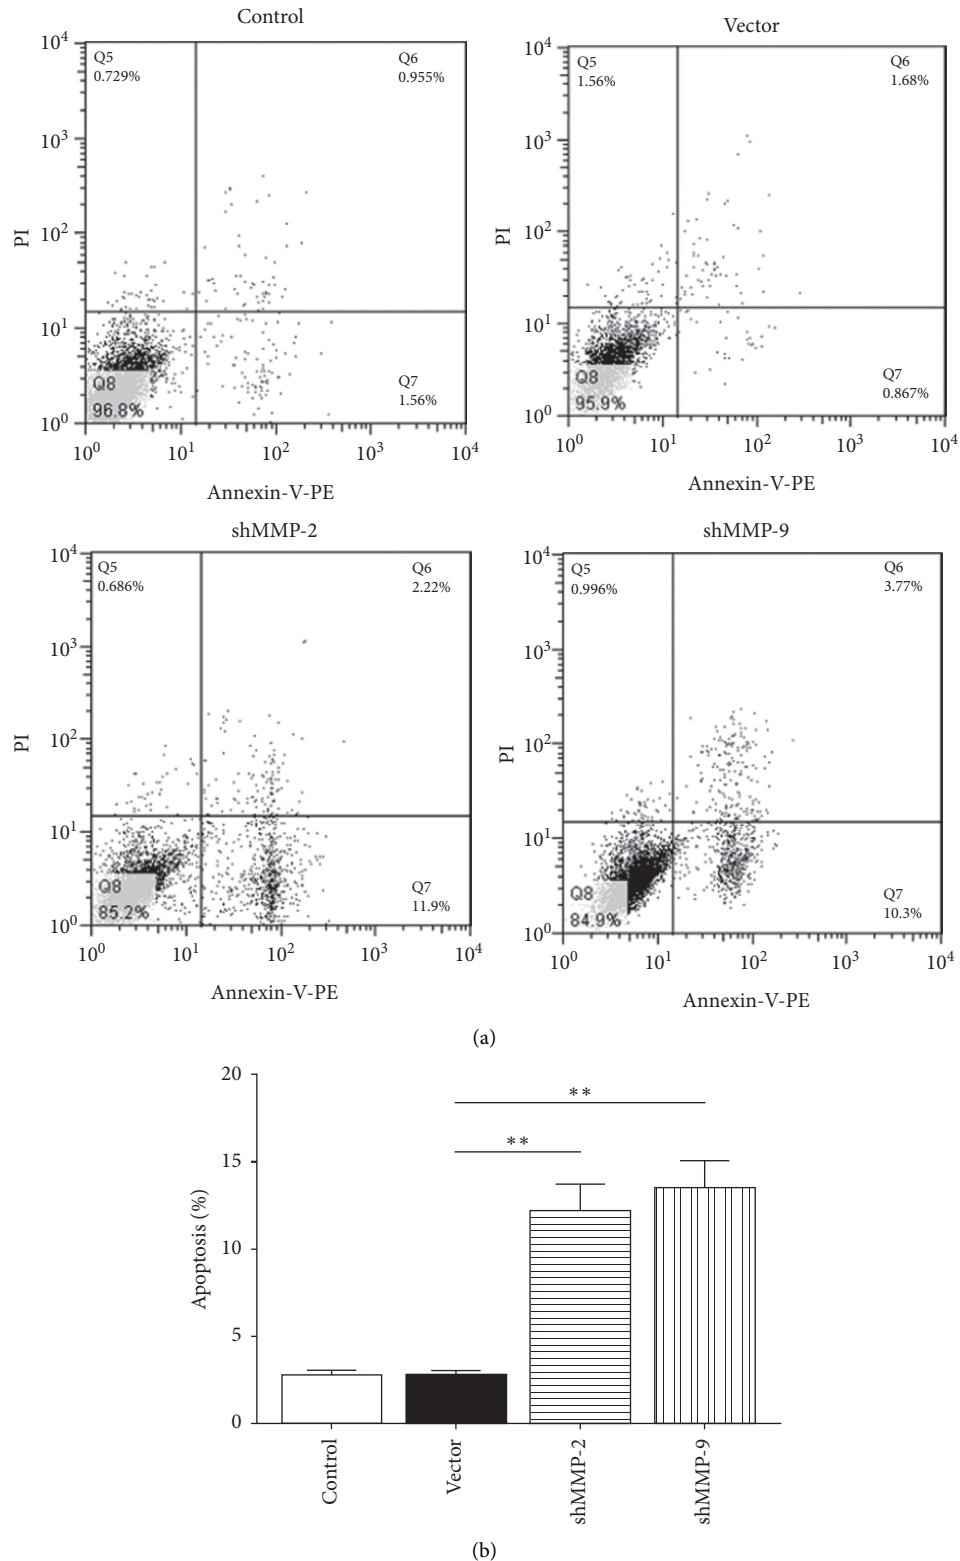 Control
Q5
0.729%
Q6
0.955%
Q8
96.8%
Q7
1.56%
10^4
10^3
10^2
10^1
10^0
PI
10^0 10^1 10^2 10^3 10^4
Annexin-V-PE
Vector
Q5
1.56%
Q6
1.68%
Q8
95.9%
Q7
0.867%
10^4
10^3
10^2
10^1
10^0
PI
10^0 10^1 10^2 10^3 10^4
Annexin-V-PE
shMMP-2
Q5
0.686%
Q6
2.22%
Q8
85.2%
Q7
11.9%
10^4
10^3
10^2
10^1
10^0
PI
10^0 10^1 10^2 10^3 10^4
Annexin-V-PE
shMMP-9
Q5
0.996%
Q6
3.77%
Q8
84.9%
Q7
10.3%
10^4
10^3
10^2
10^1
10^0
PI
10^0 10^1 10^2 10^3 10^4
Annexin-V-PE
(a)
20
15
10
5
0
Apoptosis (%)
**
**
Control
Vector
shMMP-2
shMMP-9
(b)